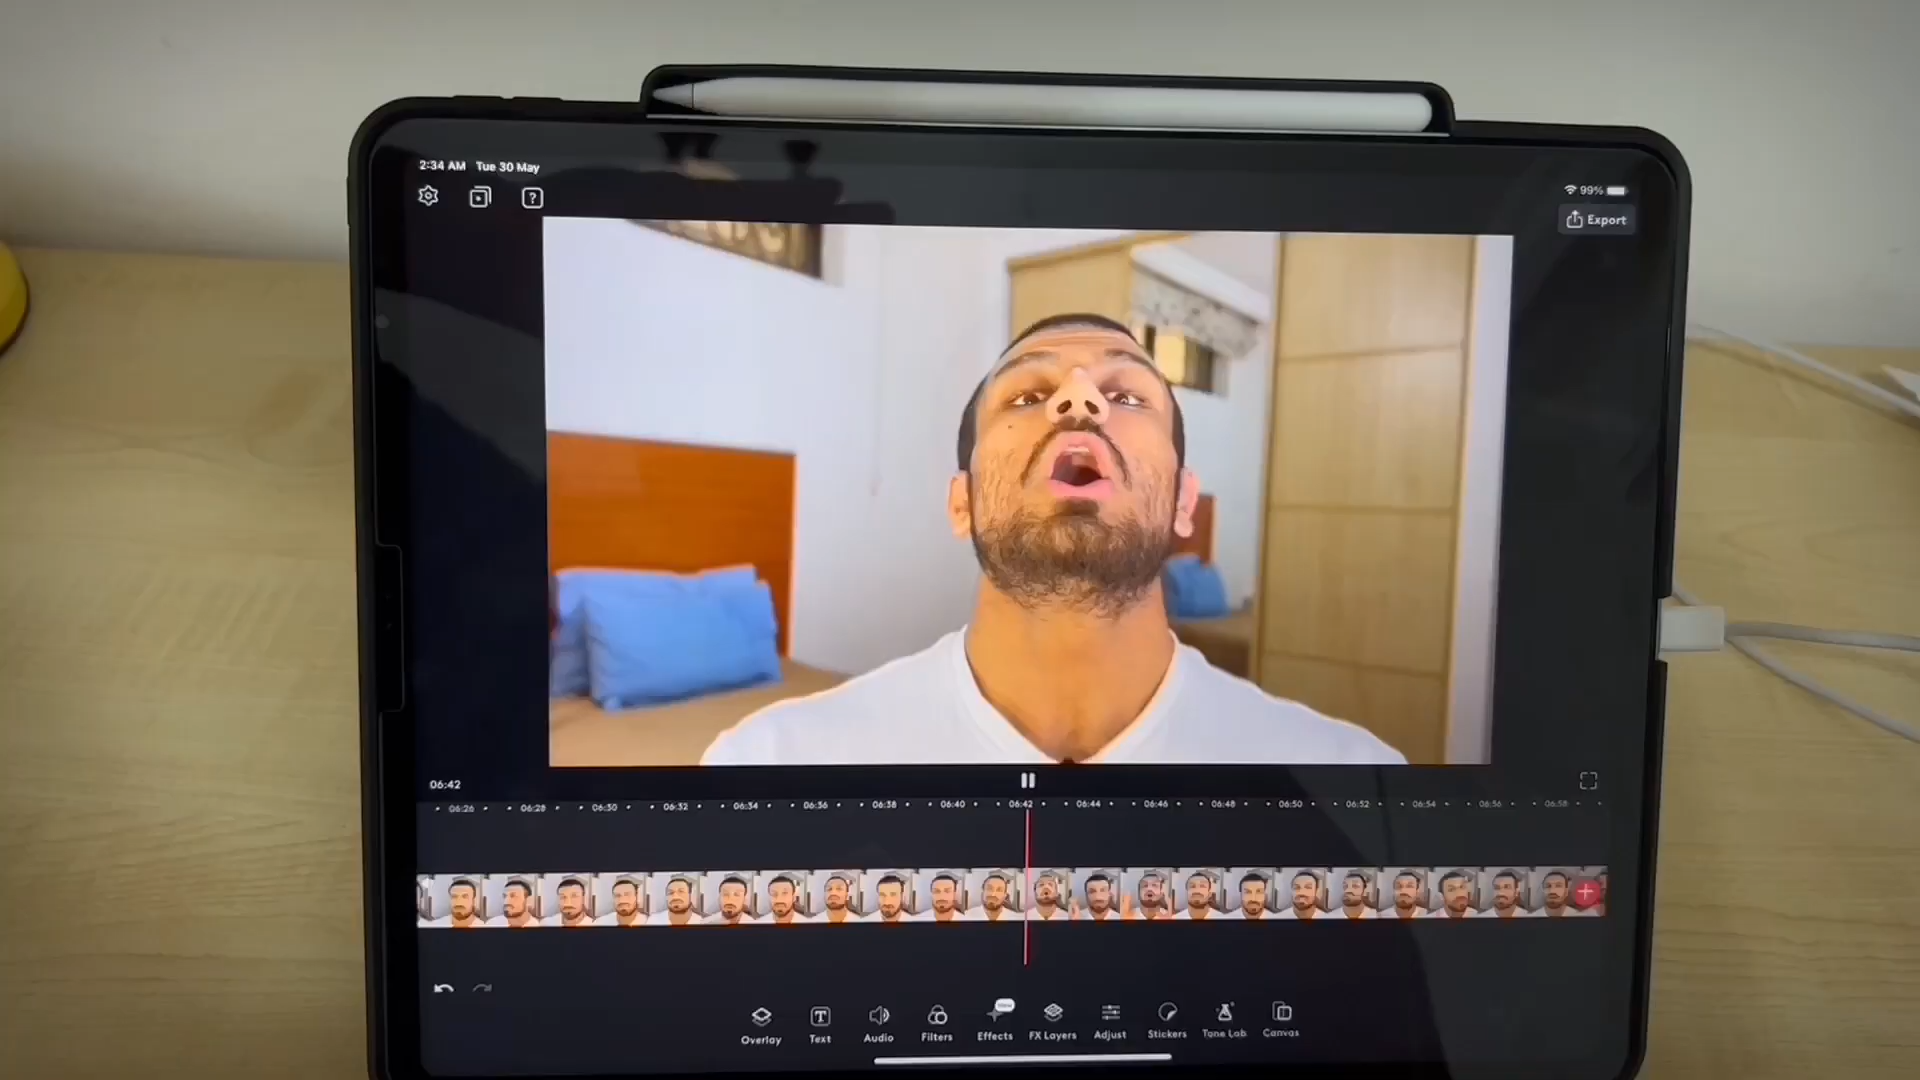 2:34 AM Tue 30 May
99%
?
Export
06:42
06:26 06:28 06:30 06:32 06:34 06:36 06:38 06:40 06:42 06:44 06:46 06:48 06:50 06:52 06:54 06:56 06:58
Overlay
Text
Audio
Filters
Effects
FX Layers
Adjust
Stickers
Tone Lab
Canvas